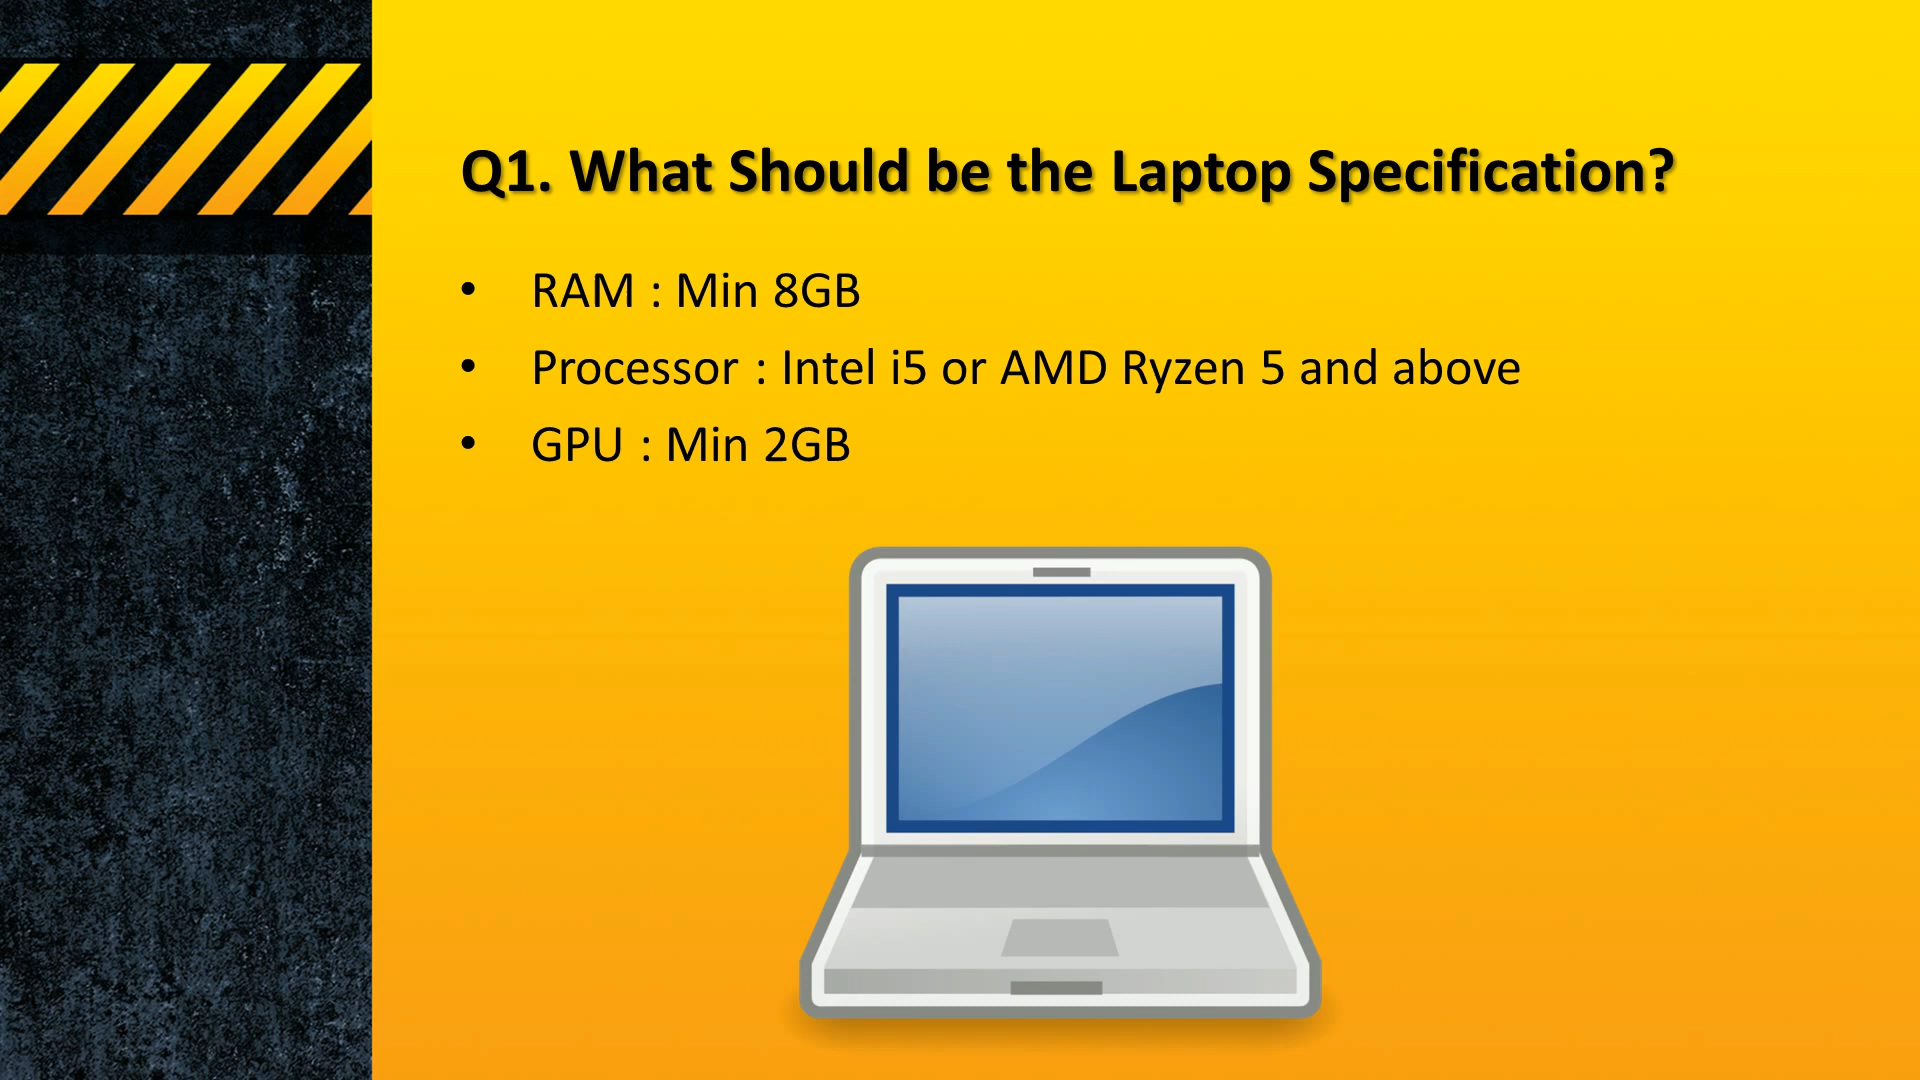 Q1. What Should be the Laptop Specification?
• RAM : Min 8GB
• Processor : Intel i5 or AMD Ryzen 5 and above
• GPU : Min 2GB